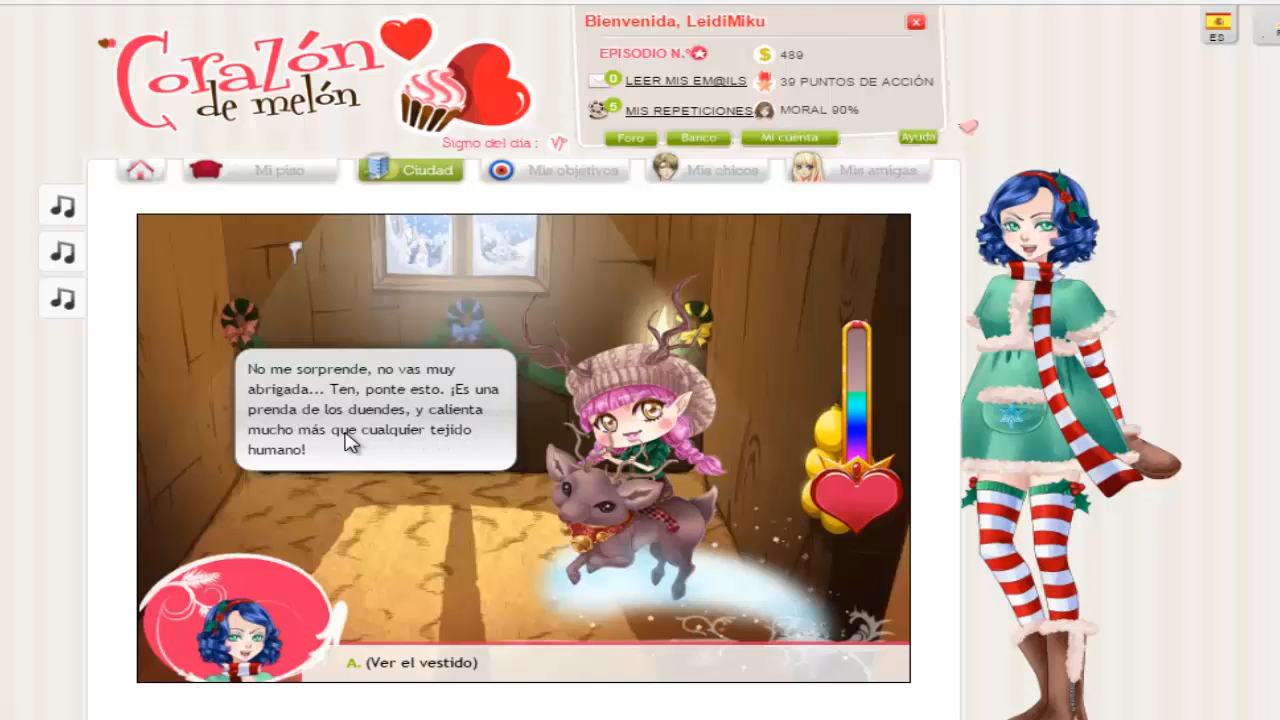 Corazón
de melón
Bienvenida, LeidiMiku
EPISODIO N.º
$ 489
0 LEER MIS EM@ILS
39 PUNTOS DE ACCIÓN
5 MIS REPETICIONES
MORAL 90%
Signo del día :
Foro
Banco
Mi cuenta
Ayuda
ES
Mi piso
Ciudad
Mis objetivos
Mis chicos
Mis amigas
No me sorprende, no vas muy
abrigada... Ten, ponte esto. ¡Es una
prenda de los duendes, y calienta
mucho más que cualquier tejido
humano!
A. (Ver el vestido)